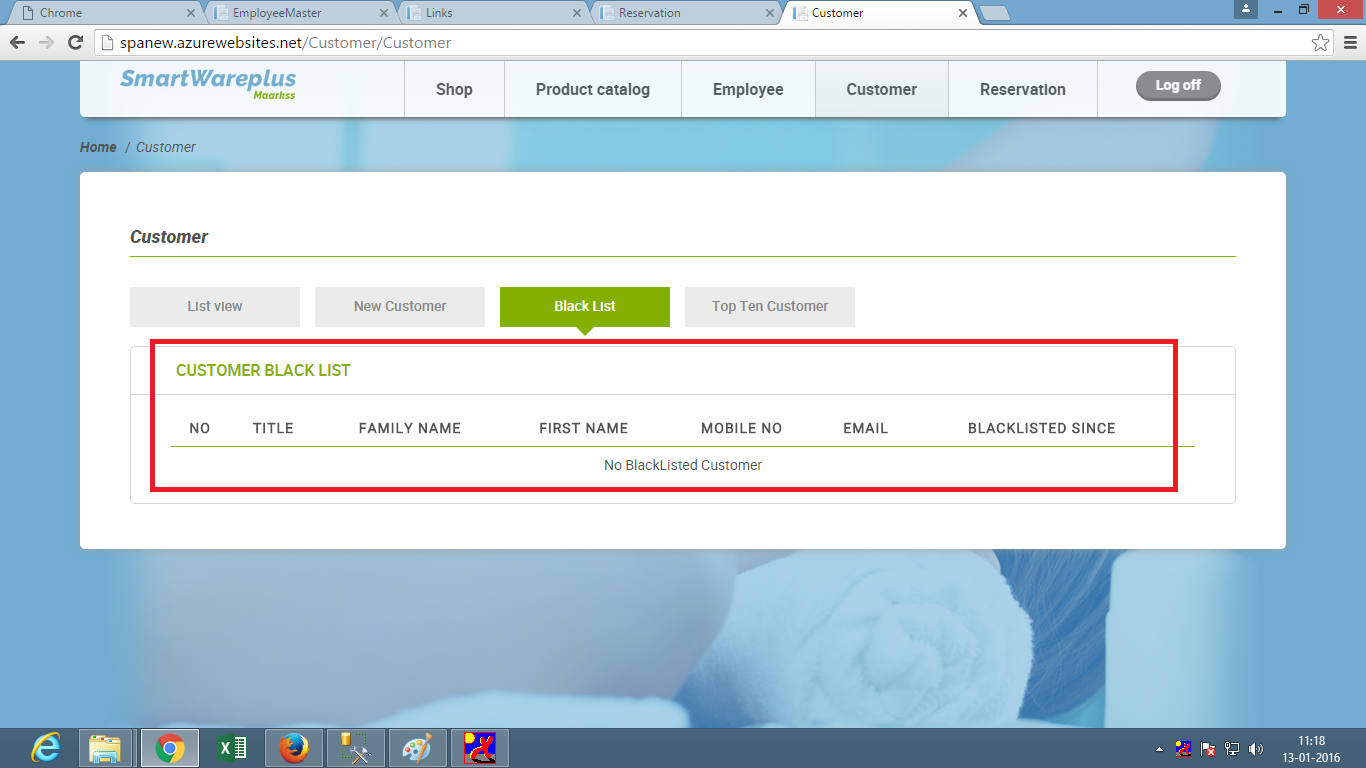 Chrome
EmployeeMaster
Links
Reservation
Customer
spanew.azurewebsites.net/Customer/Customer
SmartWareplus
Maarkss
Shop
Product catalog
Employee
Customer
Reservation
Log off
Home / Customer
Customer
List view
New Customer
Black List
Top Ten Customer
CUSTOMER BLACK LIST
NO TITLE FAMILY NAME FIRST NAME MOBILE NO EMAIL BLACKLISTED SINCE
No BlackListed Customer
11:18
13-01-2016